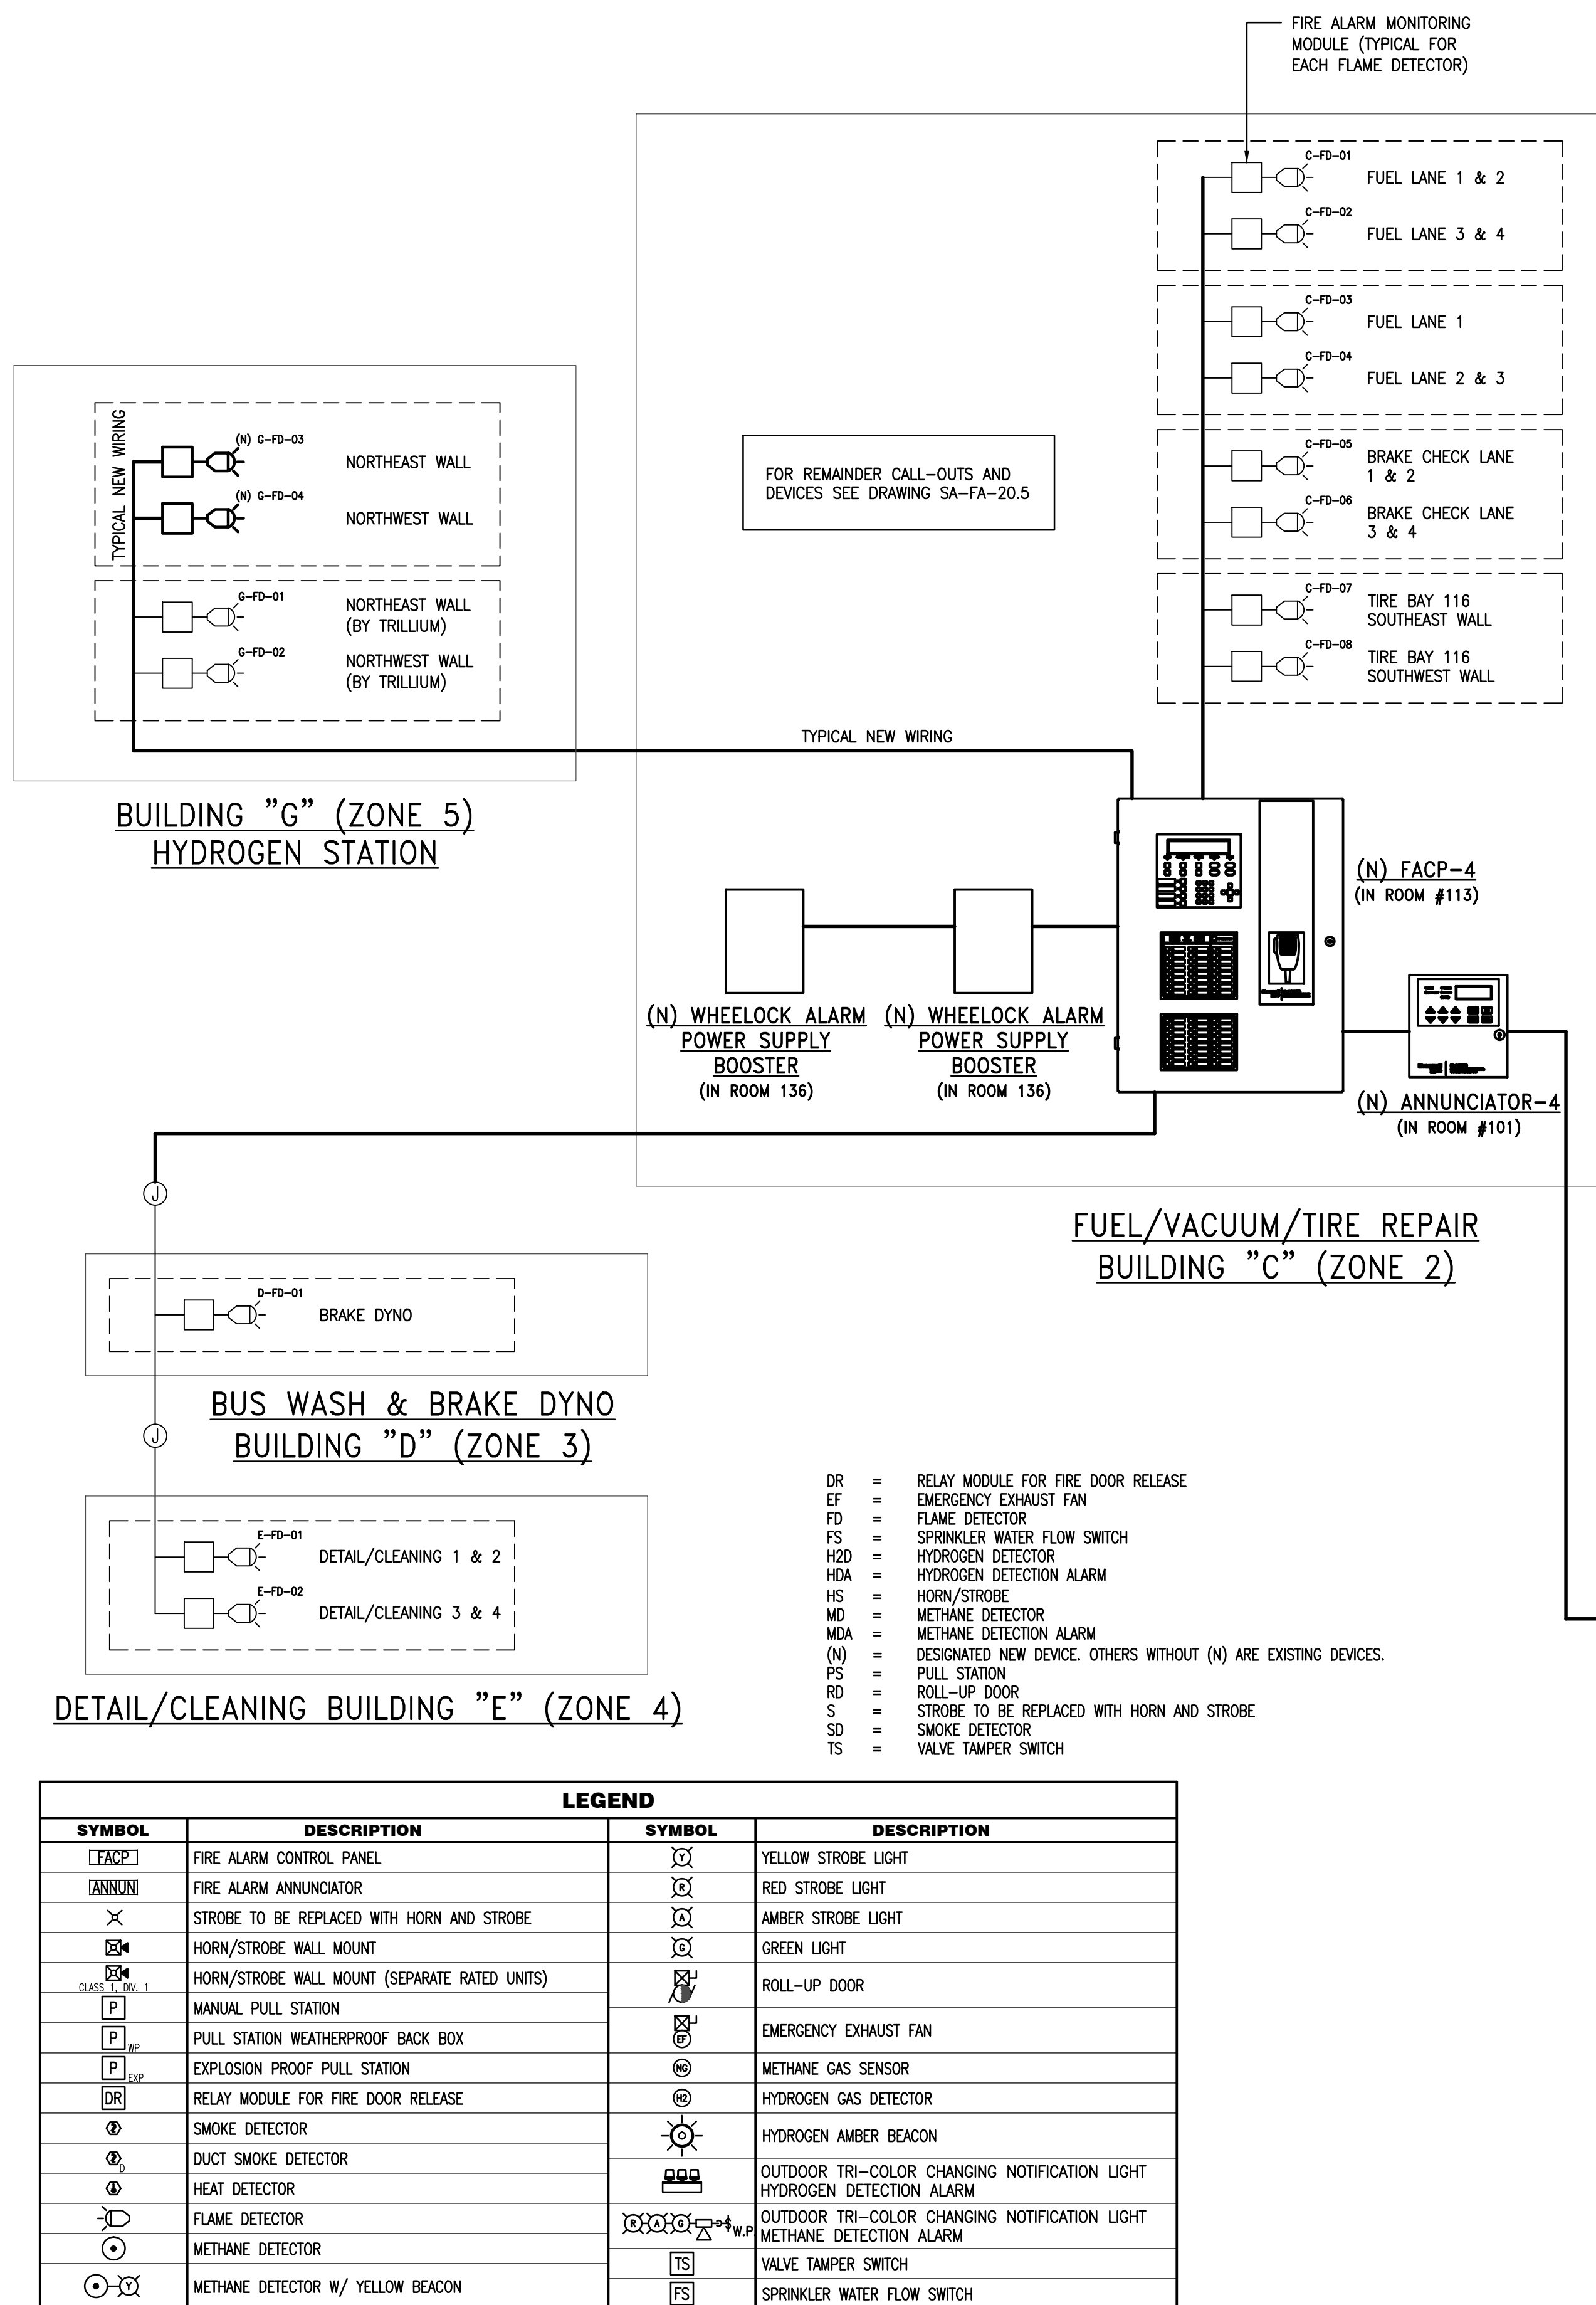 FIRE ALARM MONITORING
MODULE (TYPICAL FOR
EACH FLAME DETECTOR)
C-FD-01
FUEL LANE 1 & 2
C-FD-02
FUEL LANE 3 & 4
C-FD-03
FUEL LANE 1
C-FD-04
FUEL LANE 2 & 3
C-FD-05
BRAKE CHECK LANE
1 & 2
C-FD-06
BRAKE CHECK LANE
3 & 4
C-FD-07
TIRE BAY 116
SOUTHEAST WALL
C-FD-08
TIRE BAY 116
SOUTHWEST WALL
FOR REMAINDER CALL-OUTS AND
DEVICES SEE DRAWING SA-FA-20.5
TYPICAL NEW WIRING
(N) G-FD-03
NORTHEAST WALL
(N) G-FD-04
NORTHWEST WALL
G-FD-01
NORTHEAST WALL
(BY TRILLIUM)
G-FD-02
NORTHWEST WALL
(BY TRILLIUM)
TYPICAL NEW WIRING
BUILDING "G" (ZONE 5)
HYDROGEN STATION
(N) FACP-4
(IN ROOM #113)
(N) WHEELOCK ALARM
POWER SUPPLY
BOOSTER
(IN ROOM 136)
(N) WHEELOCK ALARM
POWER SUPPLY
BOOSTER
(IN ROOM 136)
(N) ANNUNCIATOR-4
(IN ROOM #101)
FUEL/VACUUM/TIRE REPAIR
BUILDING "C" (ZONE 2)
J
D-FD-01
BRAKE DYNO
BUS WASH & BRAKE DYNO
BUILDING "D" (ZONE 3)
J
E-FD-01
DETAIL/CLEANING 1 & 2
E-FD-02
DETAIL/CLEANING 3 & 4
DETAIL/CLEANING BUILDING "E" (ZONE 4)
DR = RELAY MODULE FOR FIRE DOOR RELEASE
EF = EMERGENCY EXHAUST FAN
FD = FLAME DETECTOR
FS = SPRINKLER WATER FLOW SWITCH
H2D = HYDROGEN DETECTOR
HDA = HYDROGEN DETECTION ALARM
HS = HORN/STROBE
MD = METHANE DETECTOR
MDA = METHANE DETECTION ALARM
(N) = DESIGNATED NEW DEVICE. OTHERS WITHOUT (N) ARE EXISTING DEVICES.
PS = PULL STATION
RD = ROLL-UP DOOR
S = STROBE TO BE REPLACED WITH HORN AND STROBE
SD = SMOKE DETECTOR
TS = VALVE TAMPER SWITCH
LEGEND
SYMBOL DESCRIPTION SYMBOL DESCRIPTION
FACP FIRE ALARM CONTROL PANEL
ANNUN FIRE ALARM ANNUNCIATOR
STROBE TO BE REPLACED WITH HORN AND STROBE
HORN/STROBE WALL MOUNT
CLASS 1, DIV. 1 HORN/STROBE WALL MOUNT (SEPARATE RATED UNITS)
P MANUAL PULL STATION
P WP PULL STATION WEATHERPROOF BACK BOX
P EXP EXPLOSION PROOF PULL STATION
DR RELAY MODULE FOR FIRE DOOR RELEASE
SMOKE DETECTOR
D DUCT SMOKE DETECTOR
HEAT DETECTOR
FLAME DETECTOR
METHANE DETECTOR
Y METHANE DETECTOR W/ YELLOW BEACON
Y YELLOW STROBE LIGHT
R RED STROBE LIGHT
A AMBER STROBE LIGHT
G GREEN LIGHT
ROLL-UP DOOR
EF EMERGENCY EXHAUST FAN
NG METHANE GAS SENSOR
H2 HYDROGEN GAS DETECTOR
HYDROGEN AMBER BEACON
OUTDOOR TRI-COLOR CHANGING NOTIFICATION LIGHT
HYDROGEN DETECTION ALARM
R A G W.P OUTDOOR TRI-COLOR CHANGING NOTIFICATION LIGHT
METHANE DETECTION ALARM
TS VALVE TAMPER SWITCH
FS SPRINKLER WATER FLOW SWITCH